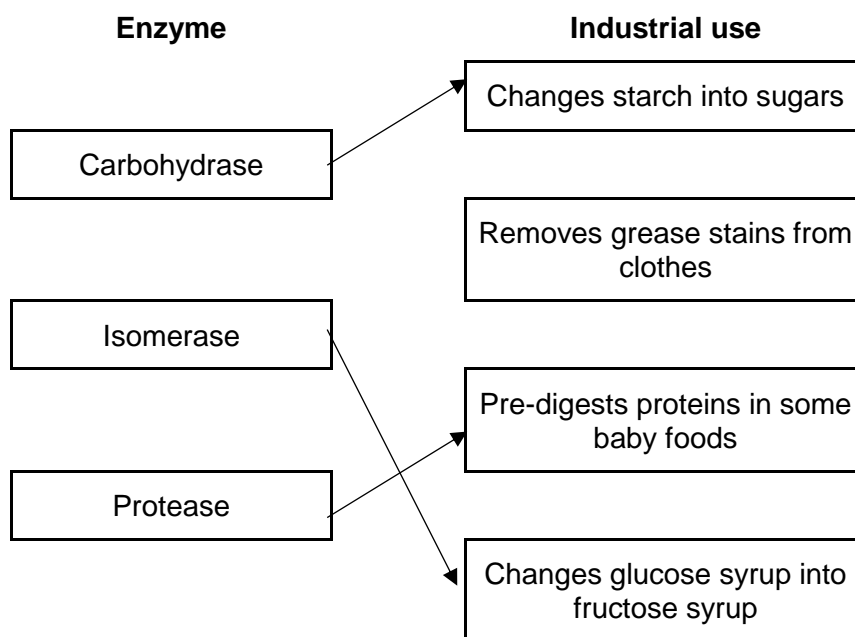 Enzyme
Industrial use
Changes starch into sugars
Carbohydrase
Removes grease stains from
clothes
Isomerase
Pre-digests proteins in some
baby foods
Protease
Changes glucose syrup into
fructose syrup